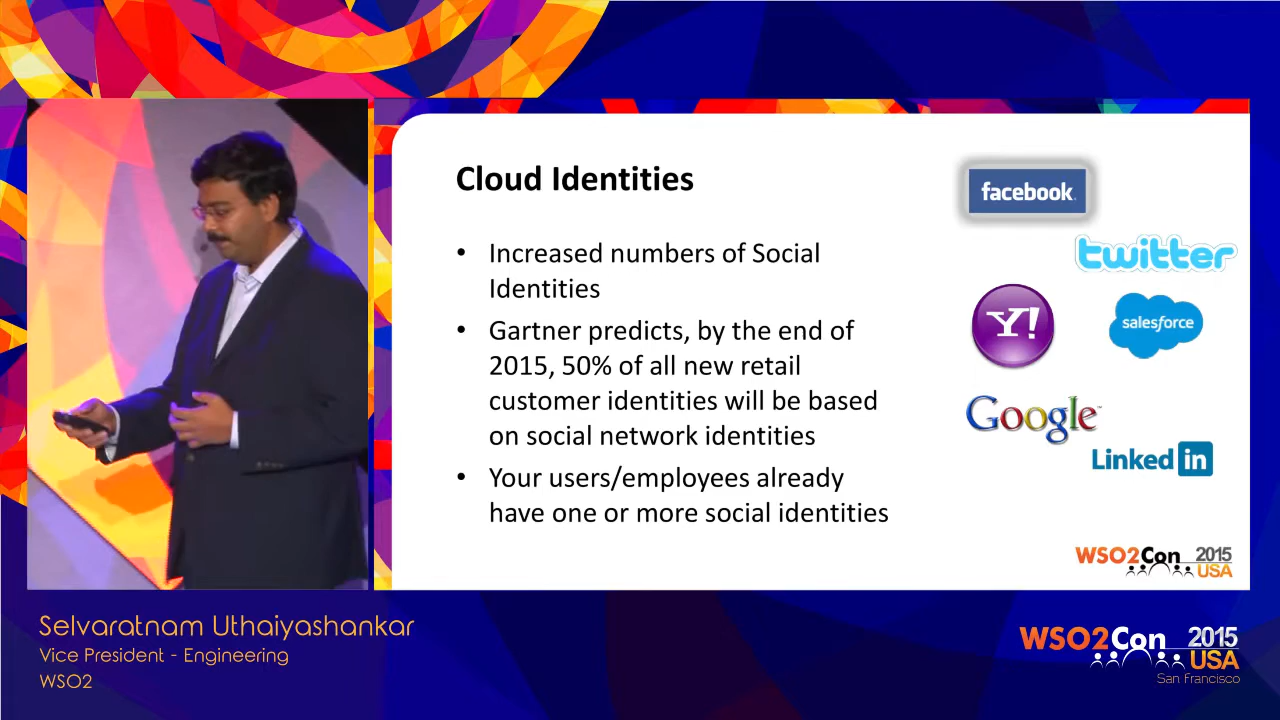 Cloud Identities
• Increased numbers of Social
Identities
• Gartner predicts, by the end of
2015, 50% of all new retail
customer identities will be based
on social network identities
• Your users/employees already
have one or more social identities
facebook.
twitter
Y!
salesforce
Google™
Linked in
WSO2Con 2015
USA
Selvaratnam Uthaiyashankar
Vice President - Engineering
WSO2
WSO2Con 2015
USA
San Francisco